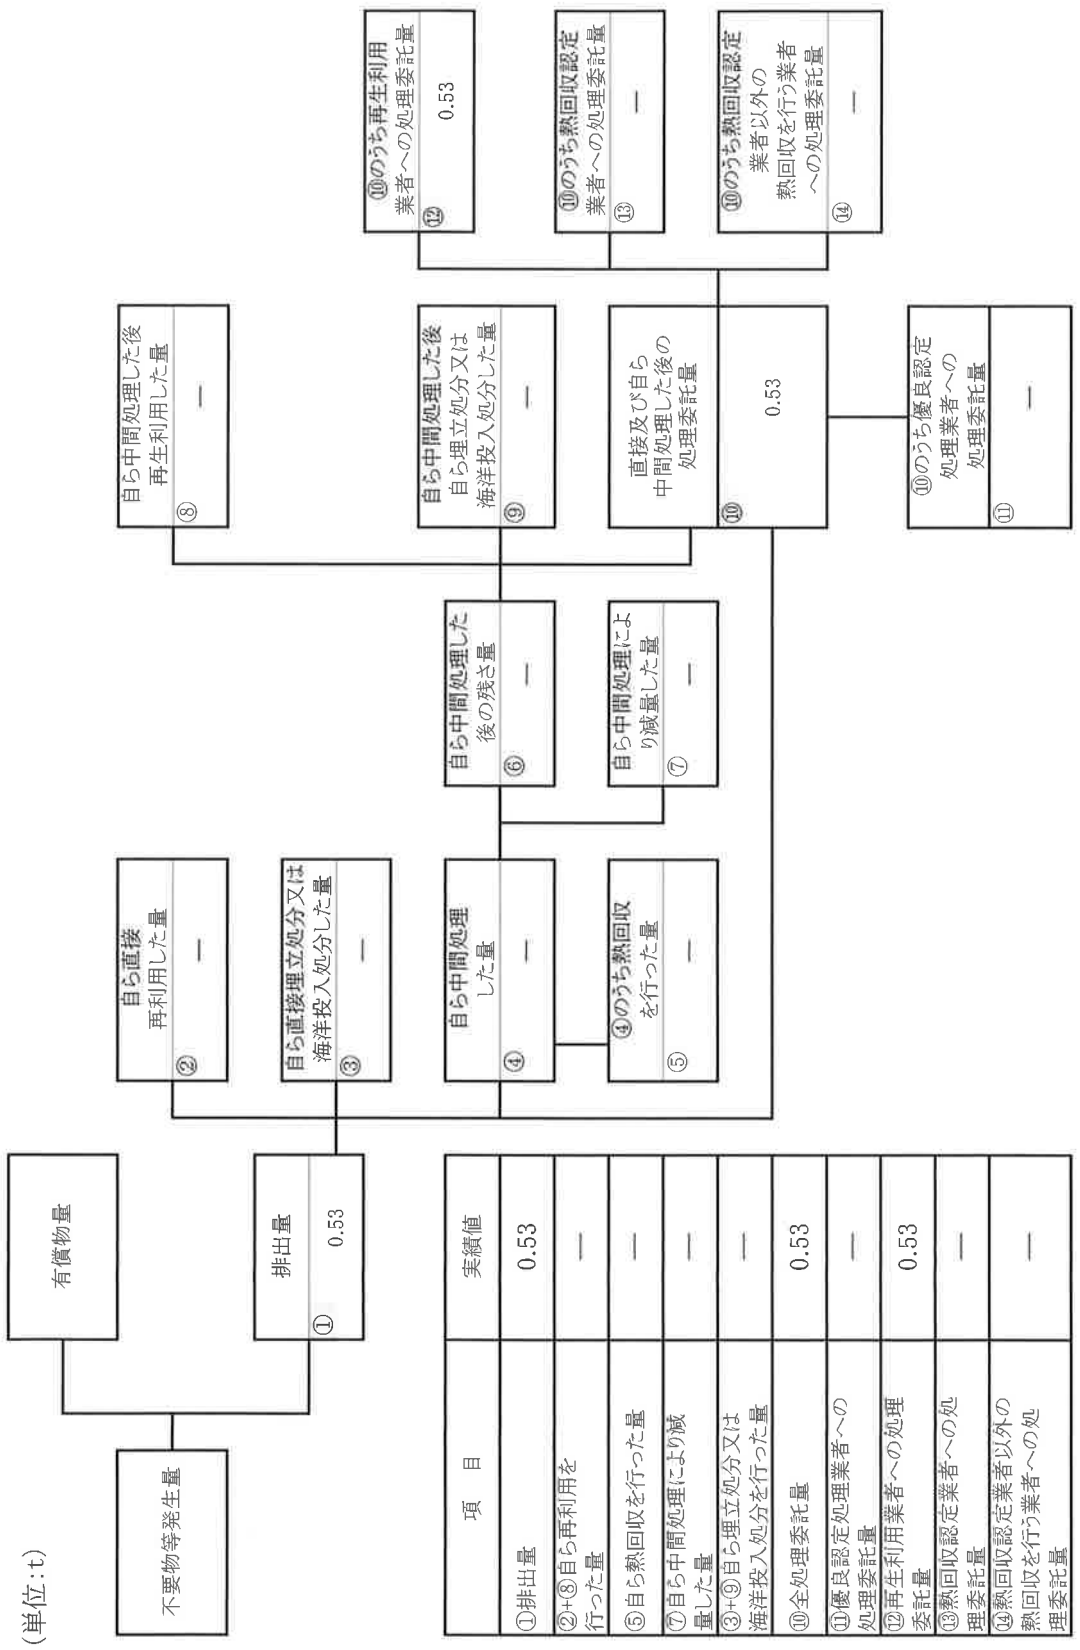 (単位:t)
不要物等発生量
有償物量
排出量
①
0.53
自ら直接
再利用した量
②
—
自ら直接埋立処分又は
海洋投入処分した量
③
—
自ら中間処理
した量
④
—
④のうち熱回収
を行った量
⑤
—
自ら中間処理した
後の残さ量
⑥
—
自ら中間処理によ
り減量した量
⑦
—
自ら中間処理した後
再生利用した量
⑧
—
自ら中間処理した後
自ら埋立処分又は
海洋投入処分した量
⑨
—
直接及び自ら
中間処理した後の
処理委託量
⑩
0.53
⑩のうち優良認定
処理業者への
処理委託量
⑪
—
⑩のうち再生利用
業者への処理委託量
⑫
0.53
⑩のうち熱回収認定
業者への処理委託量
⑬
—
⑩のうち熱回収認定
業者以外の
熱回収を行う業者
への処理委託量
⑭
—
項 目 実績値
①排出量 0.53
②+⑧自ら再利用を
行った量 —
⑤自ら熱回収を行った量 —
⑦自ら中間処理により減
量した量 —
③+⑨自ら埋立処分又は
海洋投入処分を行った量 —
⑩全処理委託量 0.53
⑪優良認定処理業者への
処理委託量 —
⑫再生利用業者への処理
委託量 0.53
⑬熱回収認定業者への処
理委託量 —
⑭熱回収認定業者以外の
熱回収を行う業者への処
理委託量 —